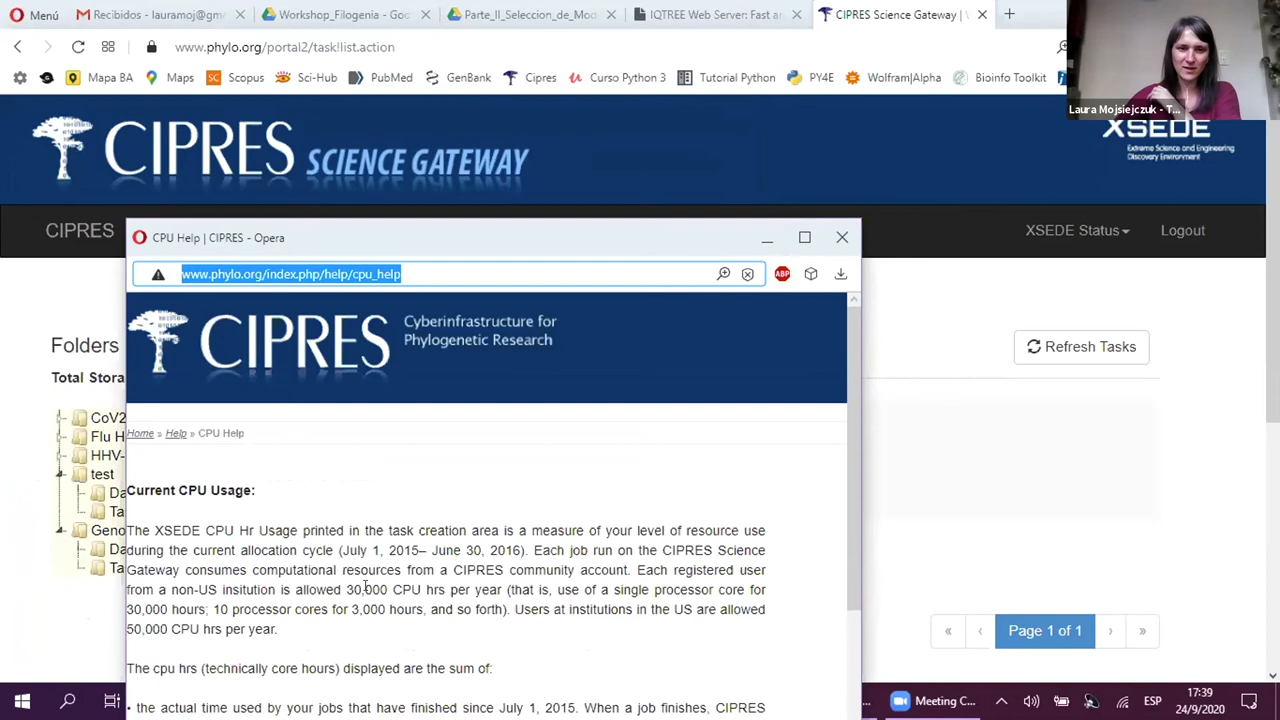 Menú
Recibidos - lauramoj@gm
Workshop_Filogenia - Goo
Parte_II_Seleccion_de_Mod
IQTREE Web Server: Fast an
CIPRES Science Gateway |
www.phylo.org/portal2/task!list.action
Mapa BA
Maps
SC Scopus
Sci-Hub
PubMed
GenBank
Cipres
Curso Python 3
Tutorial Python
PY4E
Wolfram|Alpha
Bioinfo Toolkit
Laura Mojsiejczuk - T...
CIPRES SCIENCE GATEWAY
XSEDE
Extreme Science and Engineering
Discovery Environment
CIPRES
XSEDE Status
Logout
CPU Help | CIPRES - Opera
www.phylo.org/index.php/help/cpu_help
ABP
CIPRES
Cyberinfrastructure for
Phylogenetic Research
Folders
Total Stora
CoV2
Flu H
HHV-
test
Da
Ta
Geno
Da
Ta
Refresh Tasks
Home » Help » CPU Help
Current CPU Usage:
The XSEDE CPU Hr Usage printed in the task creation area is a measure of your level of resource use
during the current allocation cycle (July 1, 2015– June 30, 2016). Each job run on the CIPRES Science
Gateway consumes computational resources from a CIPRES community account. Each registered user
from a non-US insitution is allowed 30,000 CPU hrs per year (that is, use of a single processor core for
30,000 hours; 10 processor cores for 3,000 hours, and so forth). Users at institutions in the US are allowed
50,000 CPU hrs per year.
The cpu hrs (technically core hours) displayed are the sum of:
• the actual time used by your jobs that have finished since July 1, 2015. When a job finishes, CIPRES
« ‹ Page 1 of 1 › »
Meeting C...
ESP
17:39
24/9/2020